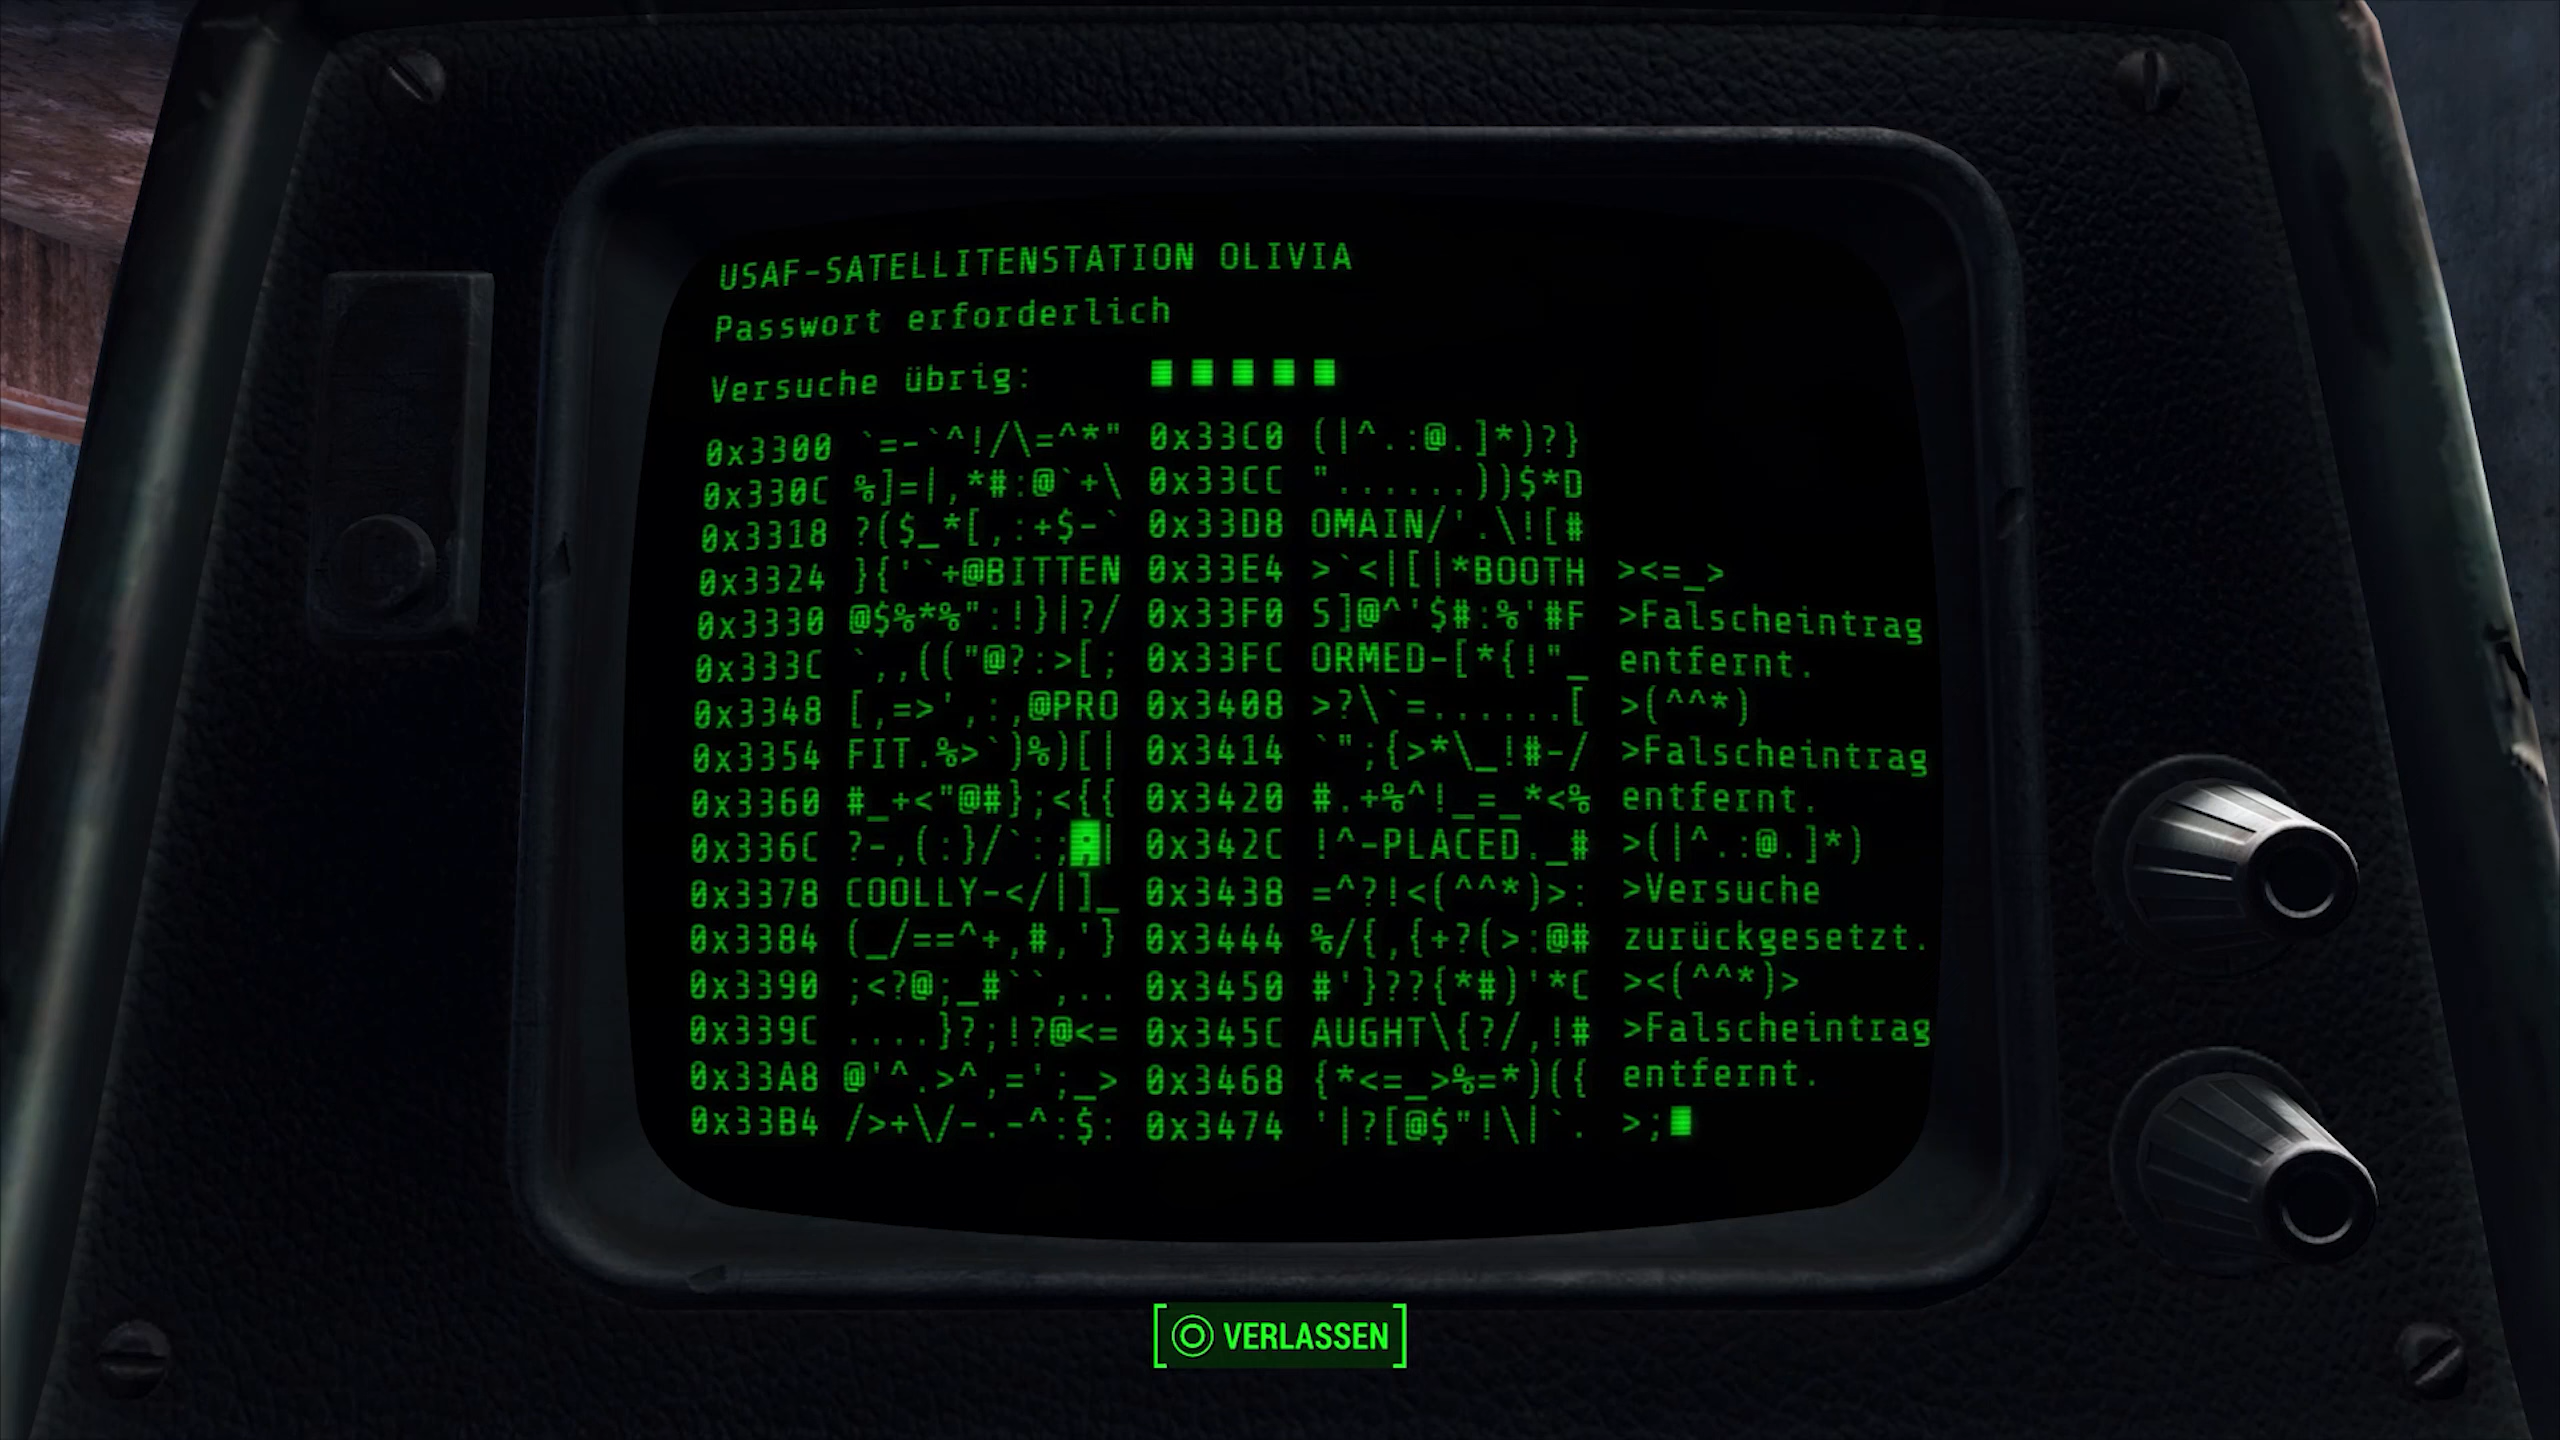 USAF-SATELLITENSTATION OLIVIA
Passwort erforderlich
Versuche übrig:
0x3300 `=-`^!/\=^*"
0x330C %]=|,*#:@`+\
0x3318 ?($_*[,:+$-`
0x3324 }{'`+@BITTEN
0x3330 @$%*%":!}|?/
0x333C `,,(("@?:>[;
0x3348 [,=>',:,@PRO
0x3354 FIT.%>`)%)[|
0x3360 #_+<"@#};<{{
0x336C ?-,(:}/`:;;|
0x3378 COOLLY-</|]_
0x3384 (_/==^+,#,'}
0x3390 ;<?@;_#``,..
0x339C ....}?;!?@<=
0x33A8 @'^.>^,=';_>
0x33B4 />+\/-.-^:$:
0x33C0 (|^.:@.]*)?}
0x33CC "......))$*D
0x33D8 OMAIN/'.\![#
0x33E4 >`<|[|*BOOTH
0x33F0 S]@^'$#:%'#F
0x33FC ORMED-[*{!"_
0x3408 >?\`=......[
0x3414 `";{>*\_!#-/
0x3420 #.+%^!_=_*<%
0x342C !^-PLACED._#
0x3438 =^?!<(^^*)>:
0x3444 %/{,{+?(>:@#
0x3450 #'}??{*#)'*C
0x345C AUGHT\{?/,!#
0x3468 {*<=_>%=*)({
0x3474 '|?[@$"!\|`.
><=_>
>Falscheintrag
entfernt.
>(^^*)
>Falscheintrag
entfernt.
>(|^.:@.]*)
>Versuche
zurückgesetzt.
><(^^*)>
>Falscheintrag
entfernt.
>;
VERLASSEN